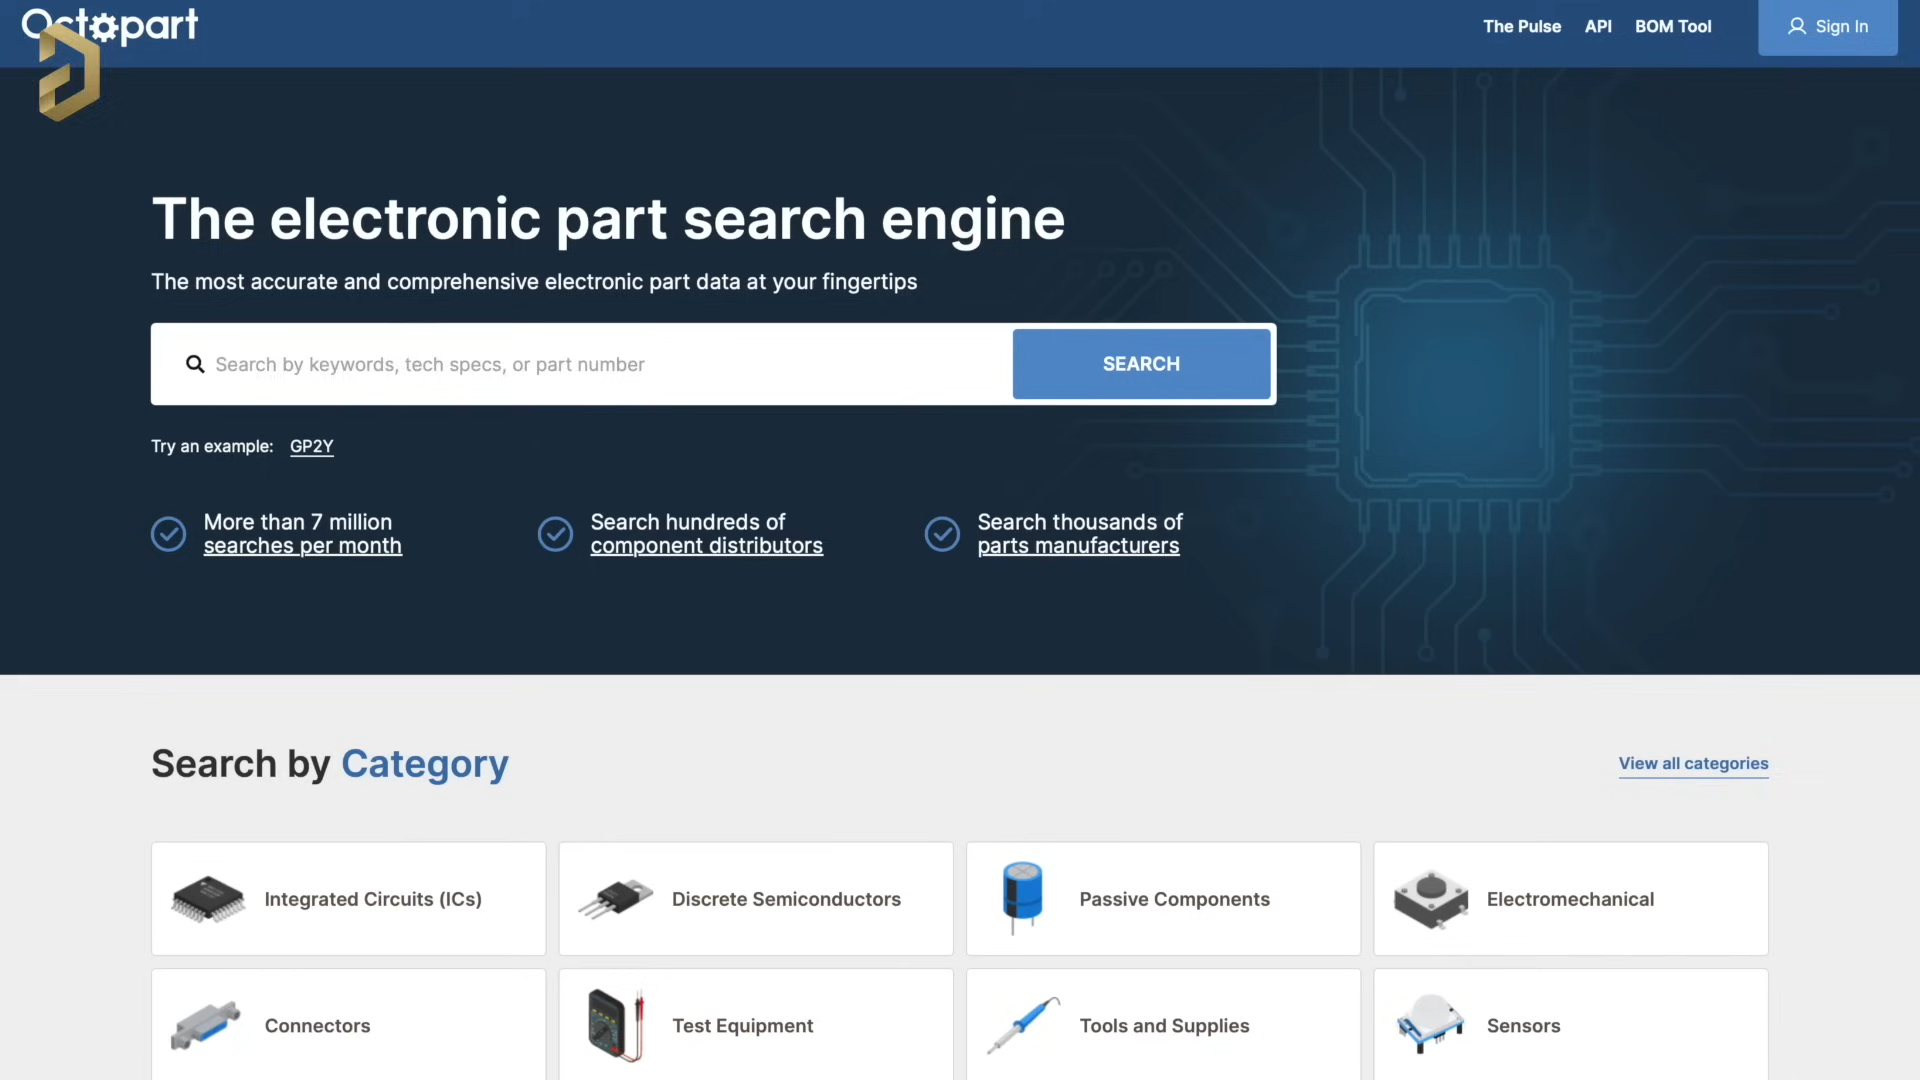 Octopart
The Pulse API BOM Tool Sign In
The electronic part search engine
The most accurate and comprehensive electronic part data at your fingertips
Search by keywords, tech specs, or part number SEARCH
Try an example: GP2Y
More than 7 million
searches per month
Search hundreds of
component distributors
Search thousands of
parts manufacturers
Search by Category
View all categories
Integrated Circuits (ICs)
Discrete Semiconductors
Passive Components
Electromechanical
Connectors
Test Equipment
Tools and Supplies
Sensors